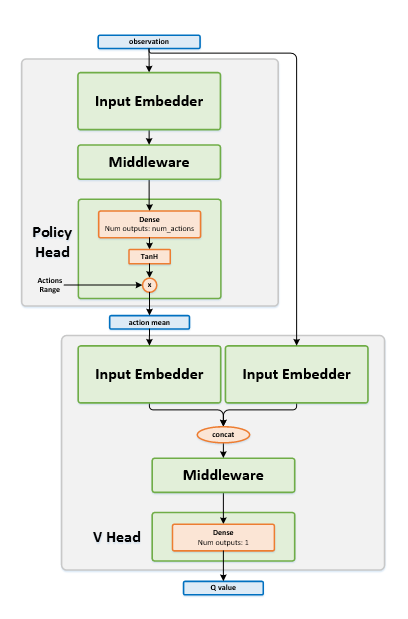 observation
Input Embedder
Middleware
Policy
Head
Dense
Num outputs: num_actions
TanH
Actions
Range
x
action mean
Input Embedder
Input Embedder
concat
Middleware
V Head
Dense
Num outputs: 1
Q value